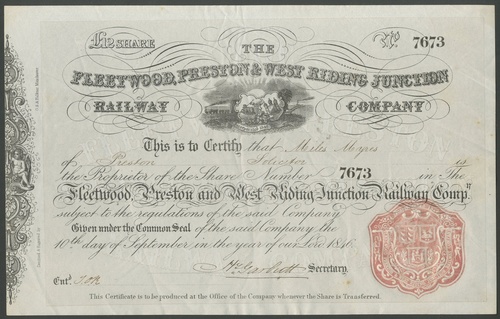 £12 SHARE
No 7673
THE
FLEETWOOD, PRESTON & WEST RIDING JUNCTION
RAILWAY COMPANY
This is to Certify that Miles Myres
of Preston Solicitor is
the Proprietor of the Share Number 7673 in The
Fleetwood, Preston and West Riding Junction Railway Compy
subject to the regulations of the said Company
Given under the Common Seal of the said Company the
10th day of September in the year of our Lord 1846.
Secretary.
Entd.
This Certificate is to be produced at the Office of the Company whenever the Share is Transferred.